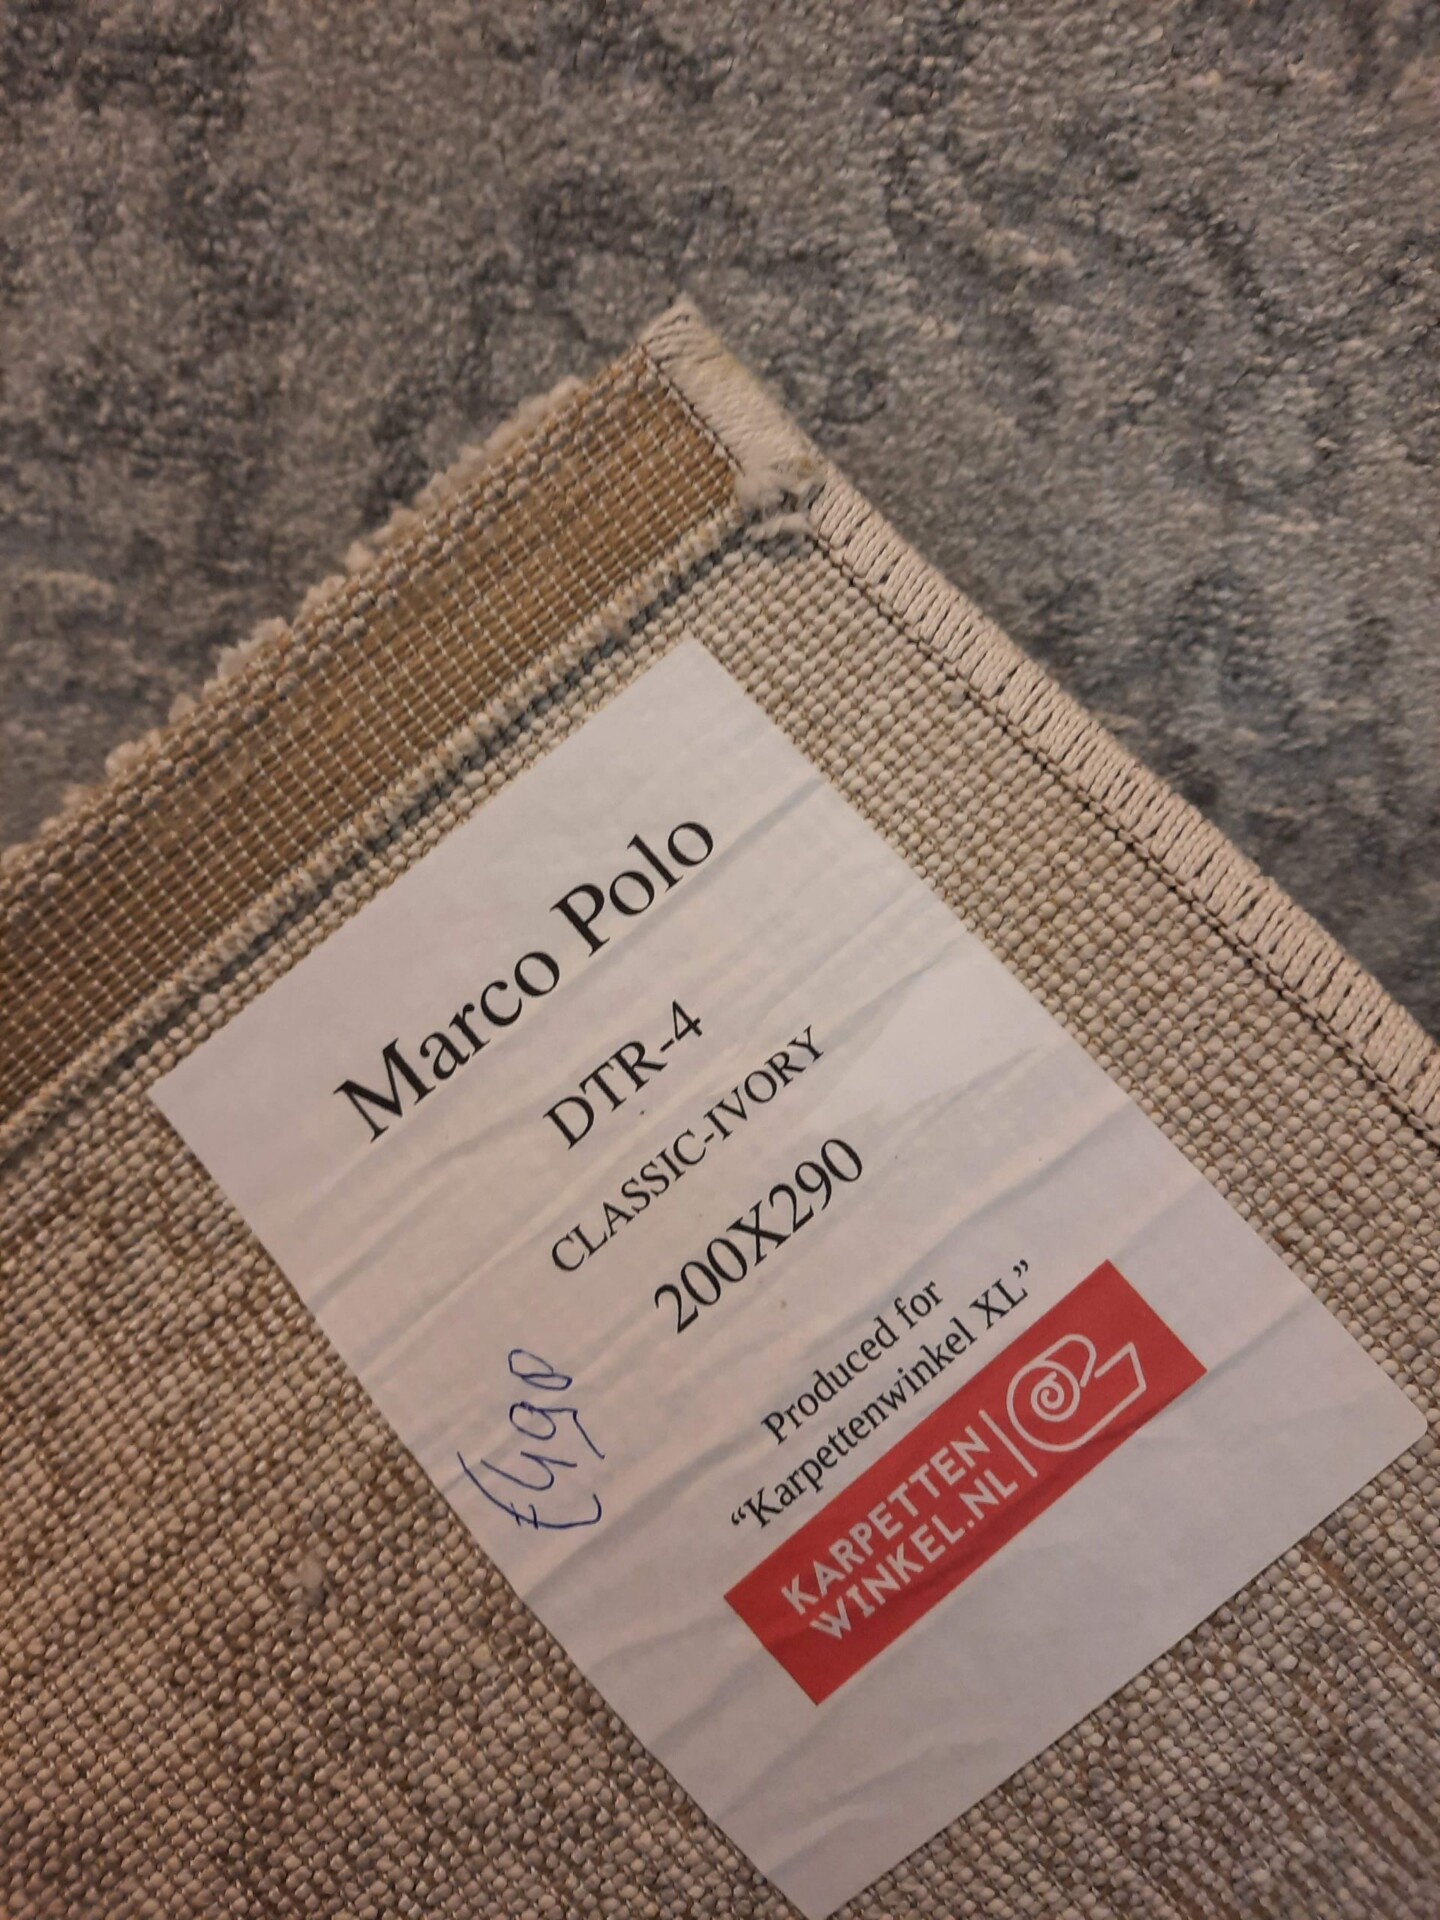 Marco Polo
DTR-4
CLASSIC-IVORY
200X290
€490
Produced for
“Karpettenwinkel XL”
KARPETTEN
WINKEL.NL